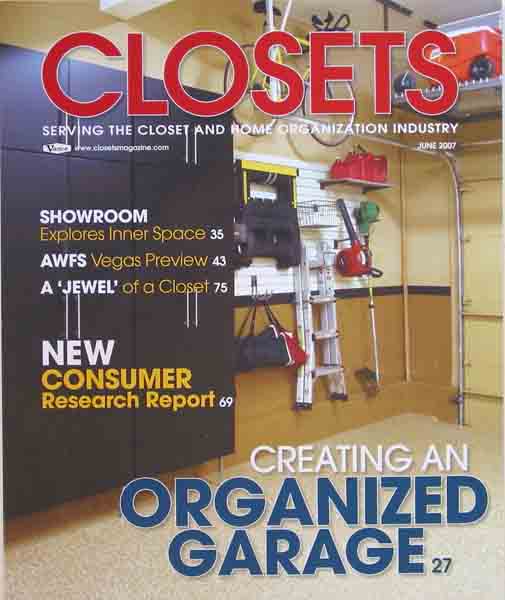 CLOSETS
SERVING THE CLOSET AND HOME ORGANIZATION INDUSTRY
Vance www.closetsmagazine.com JUNE 2007
SHOWROOM
Explores Inner Space 35
AWFS Vegas Preview 43
A 'JEWEL' of a Closet 75
NEW
CONSUMER
Research Report 69
CREATING AN
ORGANIZED
GARAGE 27